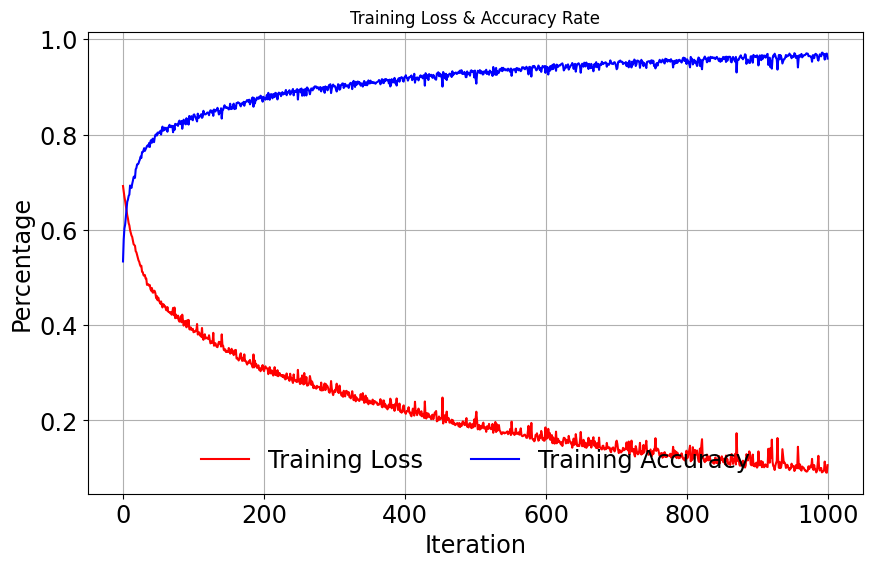 Training Loss & Accuracy Rate
1.0
0.8
0.6
0.4
0.2
Percentage
Training Loss
Training Accuracy
0 200 400 600 800 1000
Iteration